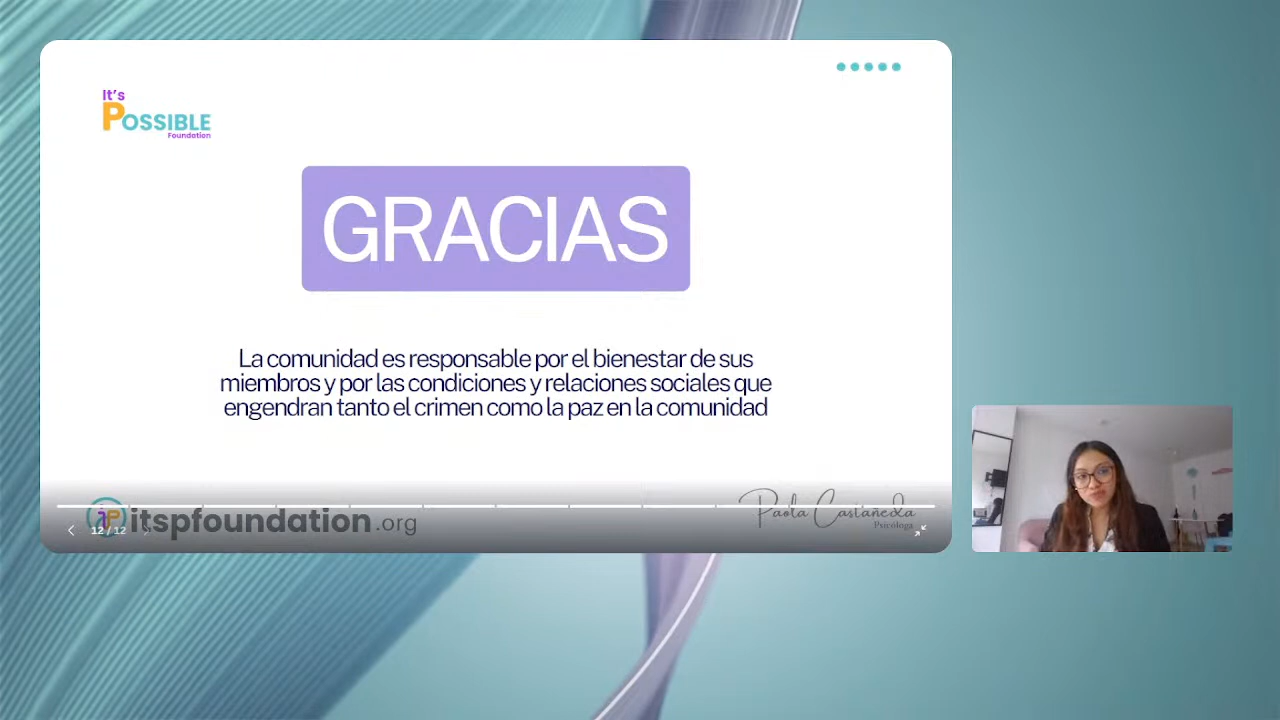 It's
POSSIBLE
Foundation
GRACIAS
La comunidad es responsable por el bienestar de sus
miembros y por las condiciones y relaciones sociales que
engendran tanto el crimen como la paz en la comunidad
itspfoundation.org
Paola Castañeda
Psicóloga
12 / 12